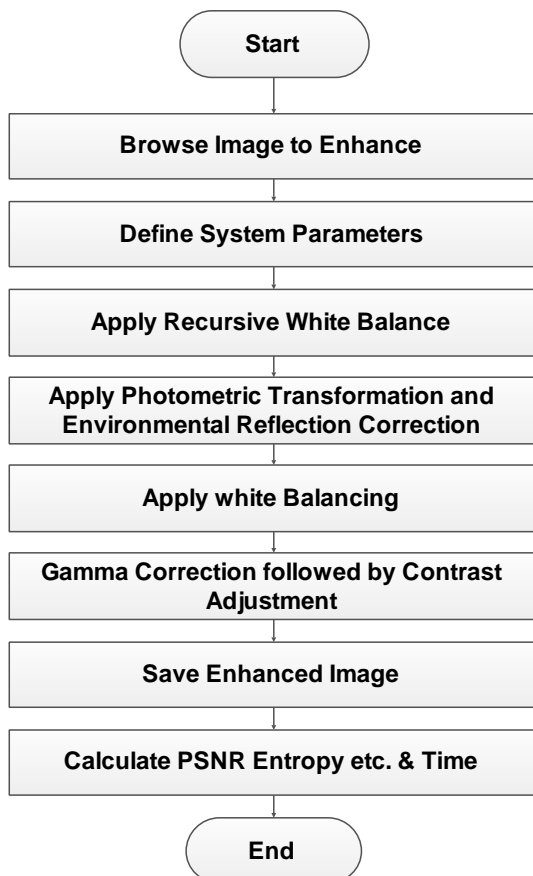 Start
Browse Image to Enhance
Define System Parameters
Apply Recursive White Balance
Apply Photometric Transformation and
Environmental Reflection Correction
Apply white Balancing
Gamma Correction followed by Contrast
Adjustment
Save Enhanced Image
Calculate PSNR Entropy etc. & Time
End